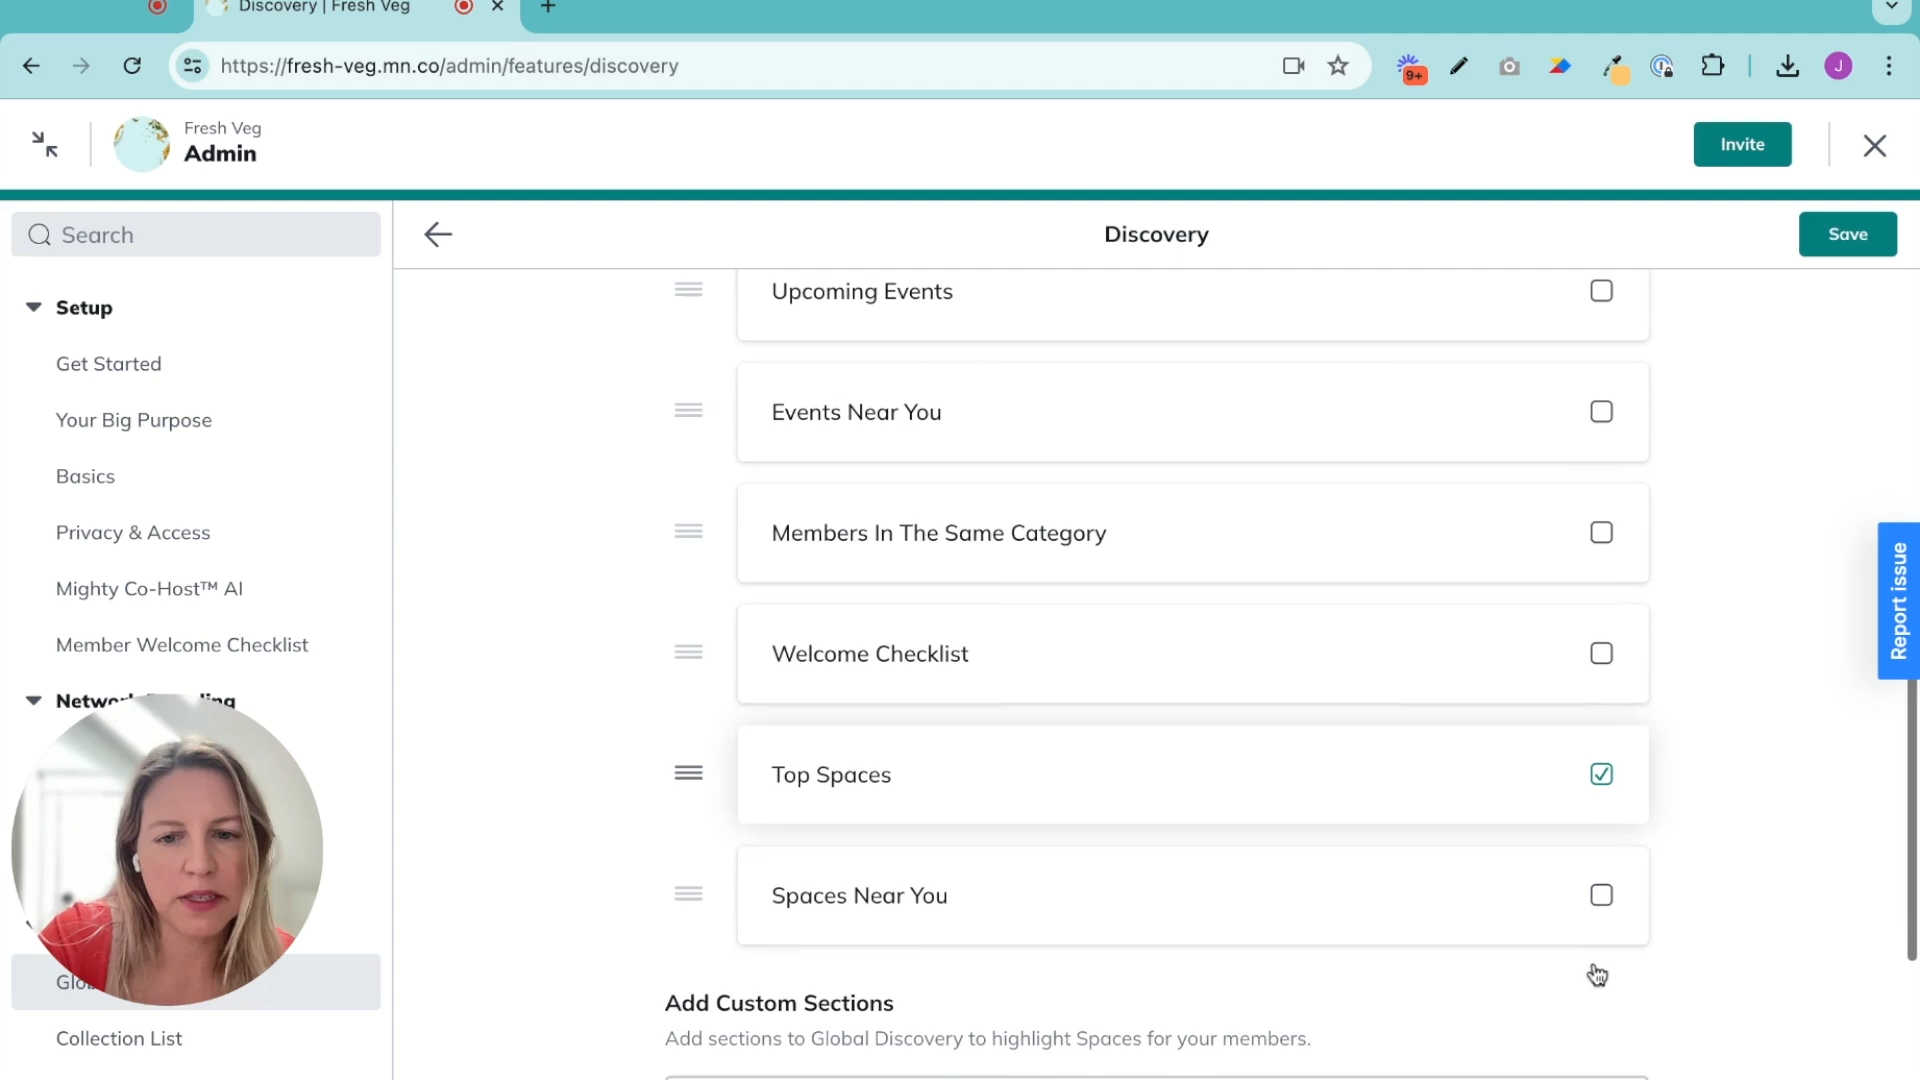 Discovery | Fresh Veg
https://fresh-veg.mn.co/admin/features/discovery
9+
J
Fresh Veg
Admin
Invite
Search
Discovery
Save
Setup
Get Started
Your Big Purpose
Basics
Privacy & Access
Mighty Co-Host™ AI
Member Welcome Checklist
Collection List
Upcoming Events
Events Near You
Members In The Same Category
Welcome Checklist
Top Spaces
Spaces Near You
Add Custom Sections
Add sections to Global Discovery to highlight Spaces for your members.
Report issue